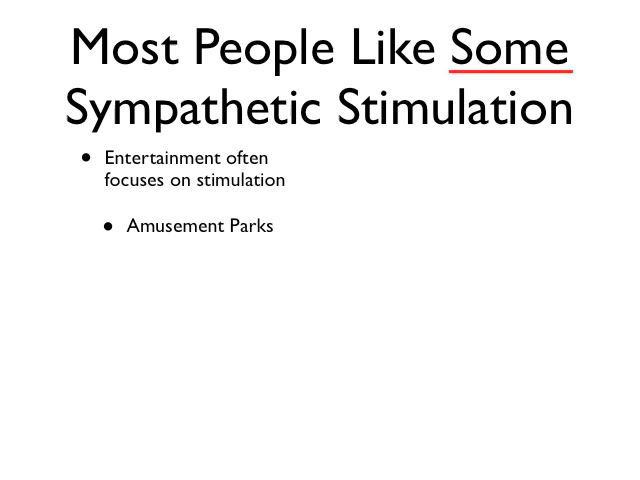 Most People Like Some
Sympathetic Stimulation
• Entertainment often
focuses on stimulation
• Amusement Parks